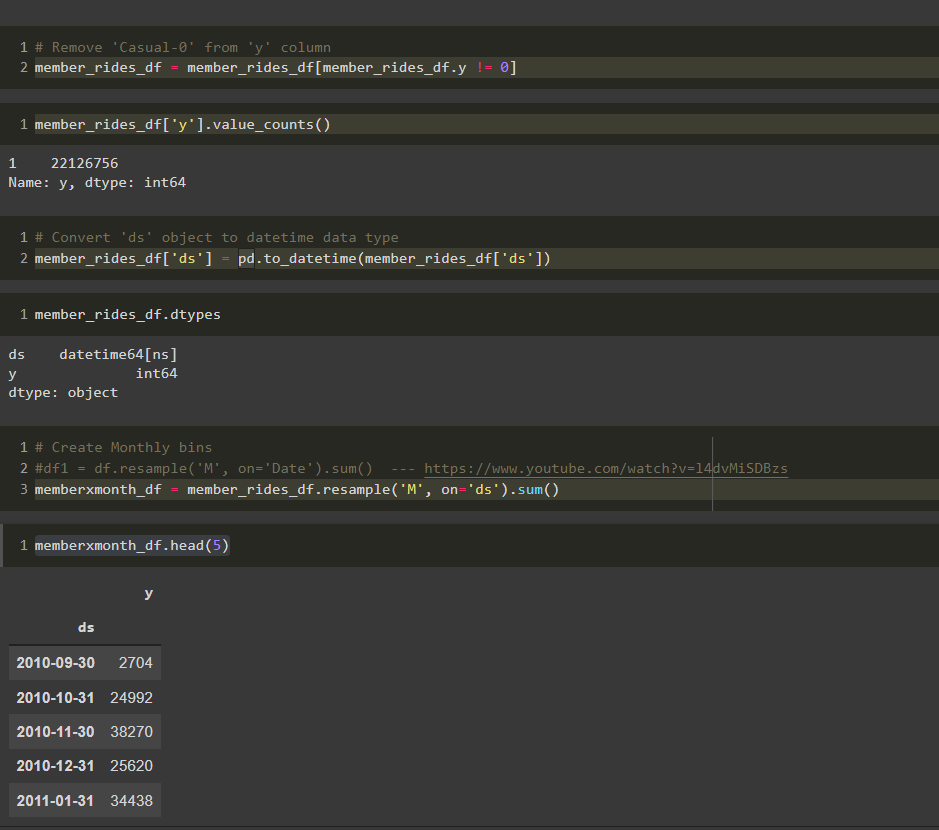 1 # Remove 'Casual-0' from 'y' column
2 member_rides_df = member_rides_df[member_rides_df.y != 0]
1 member_rides_df['y'].value_counts()
1    22126756
Name: y, dtype: int64
1 # Convert 'ds' object to datetime data type
2 member_rides_df['ds'] = pd.to_datetime(member_rides_df['ds'])
1 member_rides_df.dtypes
ds    datetime64[ns]
y              int64
dtype: object
1 # Create Monthly bins
2 #df1 = df.resample('M', on='Date').sum()  --- https://www.youtube.com/watch?v=l4dvMiSDBzs
3 memberxmonth_df = member_rides_df.resample('M', on='ds').sum()
1 memberxmonth_df.head(5)
y
ds
2010-09-30 2704
2010-10-31 24992
2010-11-30 38270
2010-12-31 25620
2011-01-31 34438